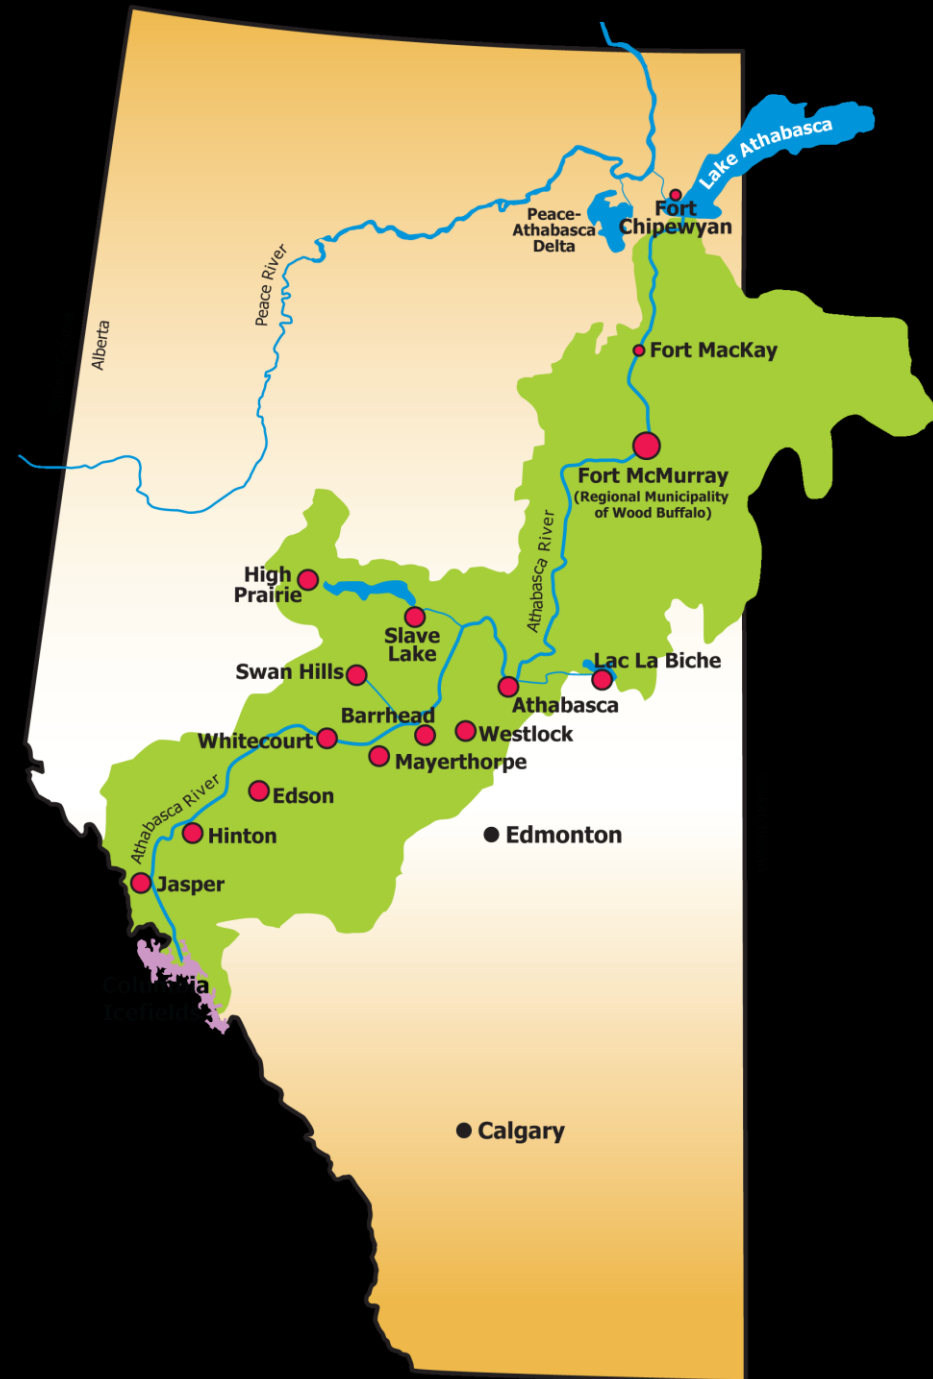 Lake Athabasca
Fort
Chipewyan
Peace-
Athabasca
Delta
Peace River
Alberta
Fort MacKay
Fort McMurray
(Regional Municipality
of Wood Buffalo)
Athabasca River
High
Prairie
Slave
Lake
Swan Hills
Lac La Biche
Athabasca
Barrhead
Westlock
Whitecourt
Mayerthorpe
Athabasca River
Edson
Hinton
Edmonton
Jasper
Columbia
Icefields
Calgary